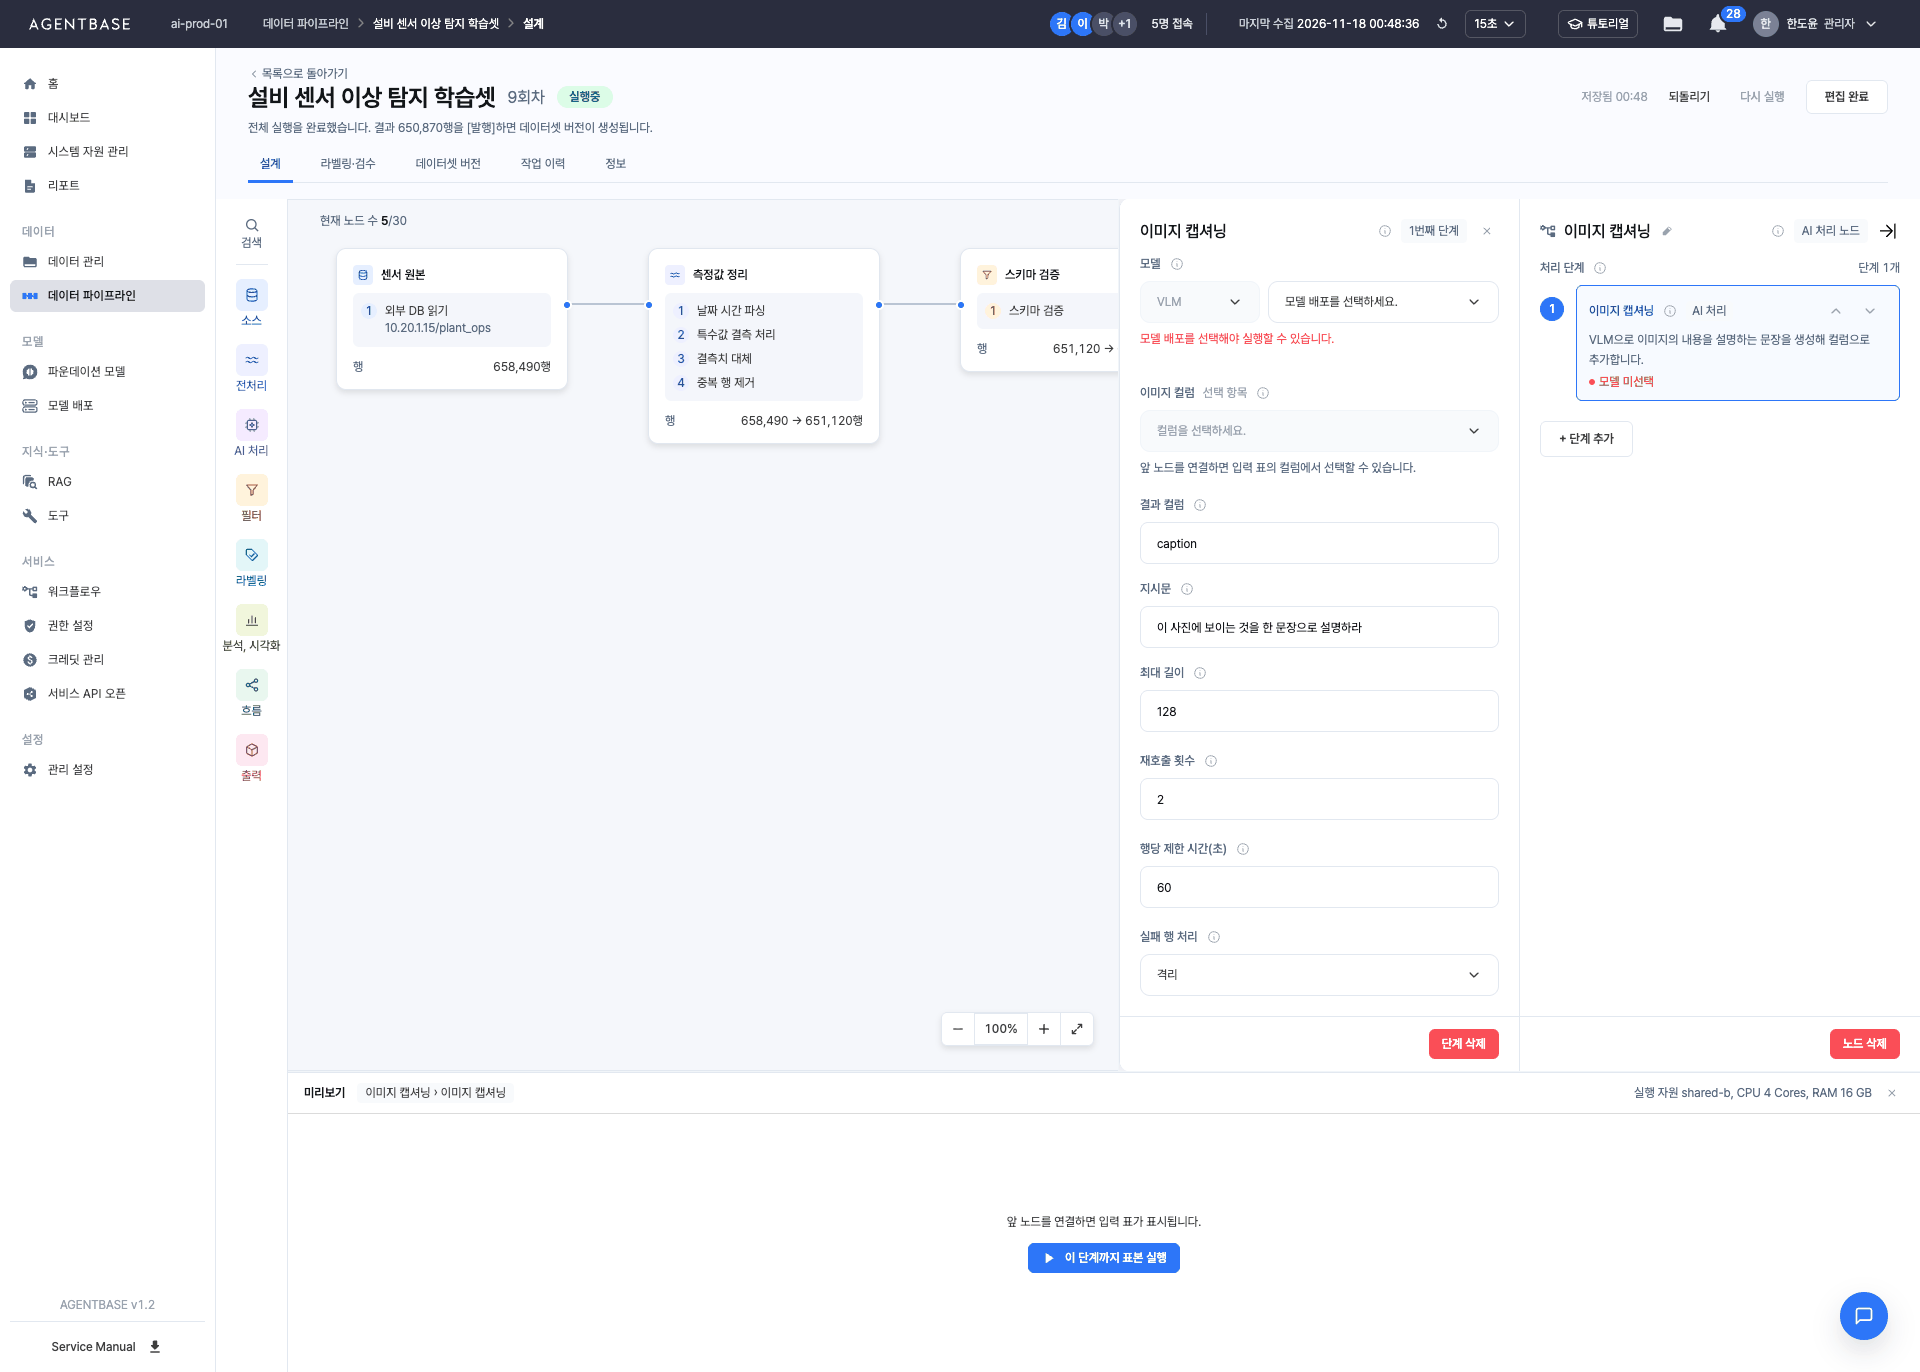 AGENTBASE
ai-prod-01
데이터 파이프라인 > 설비 센서 이상 탐지 학습셋 > 설계
김 이 박 +1 5명 접속
마지막 수집 2026-11-18 00:48:36
15초
튜토리얼
28
한 한도윤 관리자
홈
대시보드
시스템 자원 관리
리포트
데이터
데이터 관리
데이터 파이프라인
모델
파운데이션 모델
모델 배포
지식·도구
RAG
도구
서비스
워크플로우
권한 설정
크레딧 관리
서비스 API 오픈
설정
관리 설정
AGENTBASE v1.2
Service Manual
목록으로 돌아가기
설비 센서 이상 탐지 학습셋 9회차 실행중
전체 실행을 완료했습니다. 결과 650,870행을 [발행]하면 데이터셋 버전이 생성됩니다.
저장됨 00:48 되돌리기 다시 실행 편집 완료
설계 라벨링·검수 데이터셋 버전 작업 이력 정보
검색
소스
전처리
AI 처리
필터
라벨링
분석, 시각화
흐름
출력
현재 노드 수 5/30
센서 원본
1 외부 DB 읽기
10.20.1.15/plant_ops
행 658,490행
측정값 정리
1 날짜 시간 파싱
2 특수값 결측 처리
3 결측치 대체
4 중복 행 제거
행 658,490 → 651,120행
스키마 검증
1 스키마 검증
행 651,120 →
100%
이미지 캡셔닝 1번째 단계
모델
VLM 모델 배포를 선택하세요.
모델 배포를 선택해야 실행할 수 있습니다.
이미지 컬럼 선택 항목
컬럼을 선택하세요.
앞 노드를 연결하면 입력 표의 컬럼에서 선택할 수 있습니다.
결과 컬럼
caption
지시문
이 사진에 보이는 것을 한 문장으로 설명하라
최대 길이
128
재호출 횟수
2
행당 제한 시간(초)
60
실패 행 처리
격리
단계 삭제
이미지 캡셔닝 AI 처리 노드
처리 단계 단계 1개
1 이미지 캡셔닝 AI 처리
VLM으로 이미지의 내용을 설명하는 문장을 생성해 컬럼으로
추가합니다.
모델 미선택
+ 단계 추가
노드 삭제
미리보기 이미지 캡셔닝 › 이미지 캡셔닝
실행 자원 shared-b, CPU 4 Cores, RAM 16 GB
앞 노드를 연결하면 입력 표가 표시됩니다.
이 단계까지 표본 실행